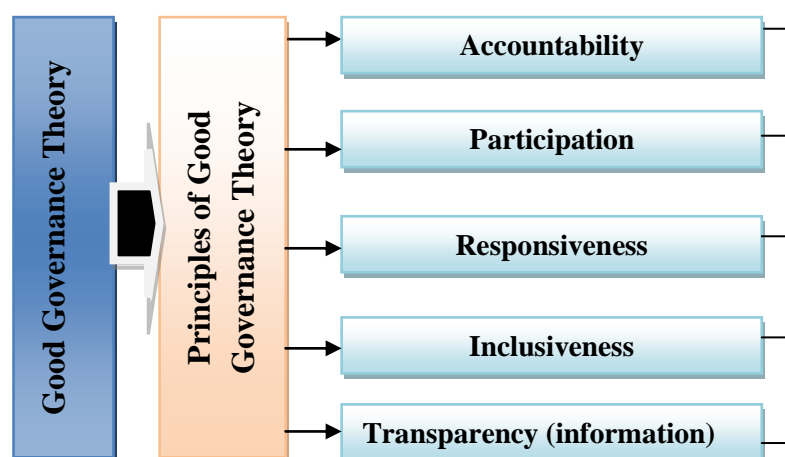 Good Governance Theory
Principles of Good
Governance Theory
Accountability
Participation
Responsiveness
Inclusiveness
Transparency (information)